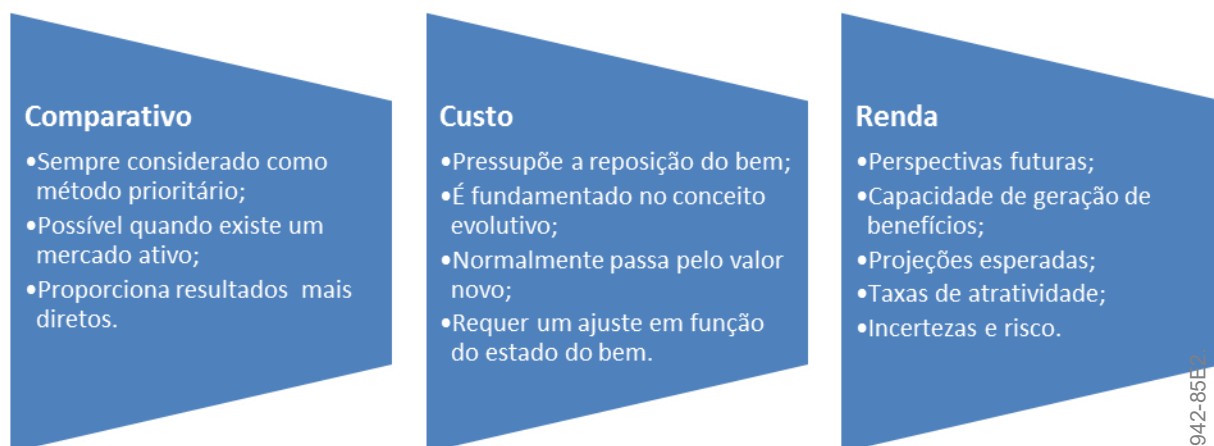 Comparativo
•Sempre considerado como
método prioritário;
•Possível quando existe um
mercado ativo;
•Proporciona resultados mais
diretos.
Custo
•Pressupõe a reposição do bem;
•É fundamentado no conceito
evolutivo;
•Normalmente passa pelo valor
novo;
•Requer um ajuste em função
do estado do bem.
Renda
•Perspectivas futuras;
•Capacidade de geração de
benefícios;
•Projeções esperadas;
•Taxas de atratividade;
•Incertezas e risco.
942-85E2